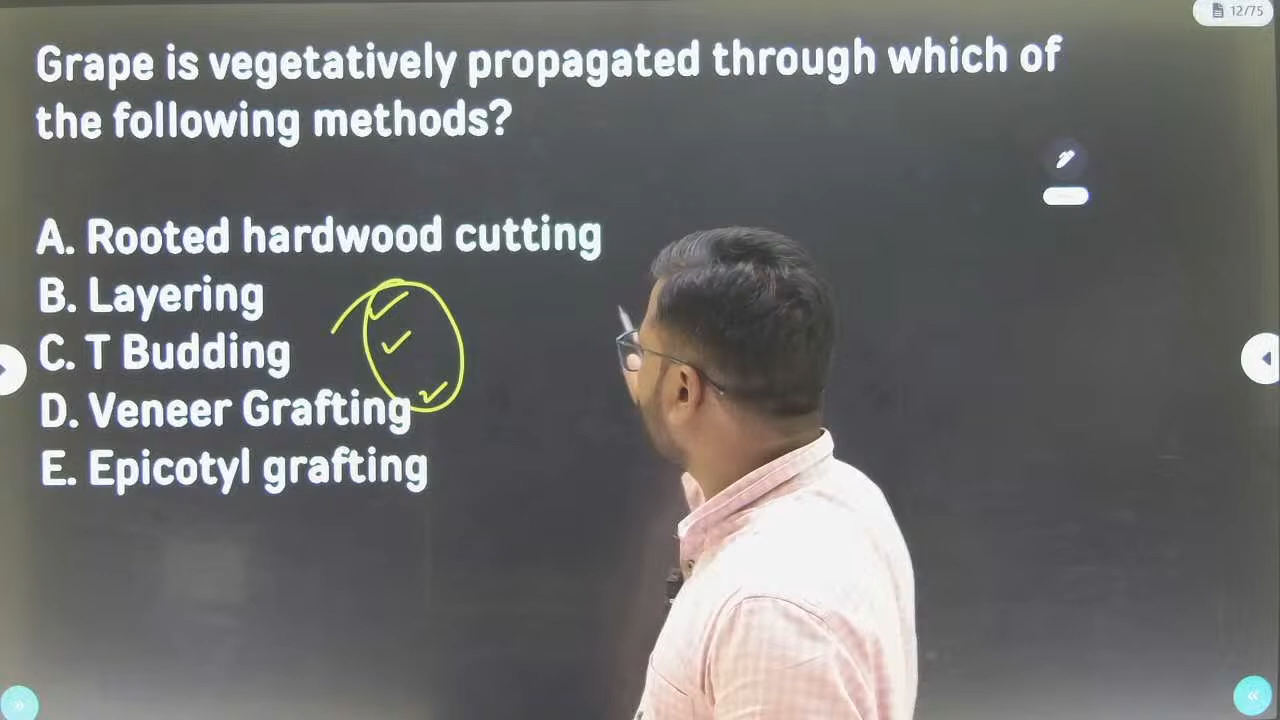 12/75
Grape is vegetatively propagated through which of
the following methods?
A. Rooted hardwood cutting
B. Layering
C. T Budding
D. Veneer Grafting
E. Epicotyl grafting